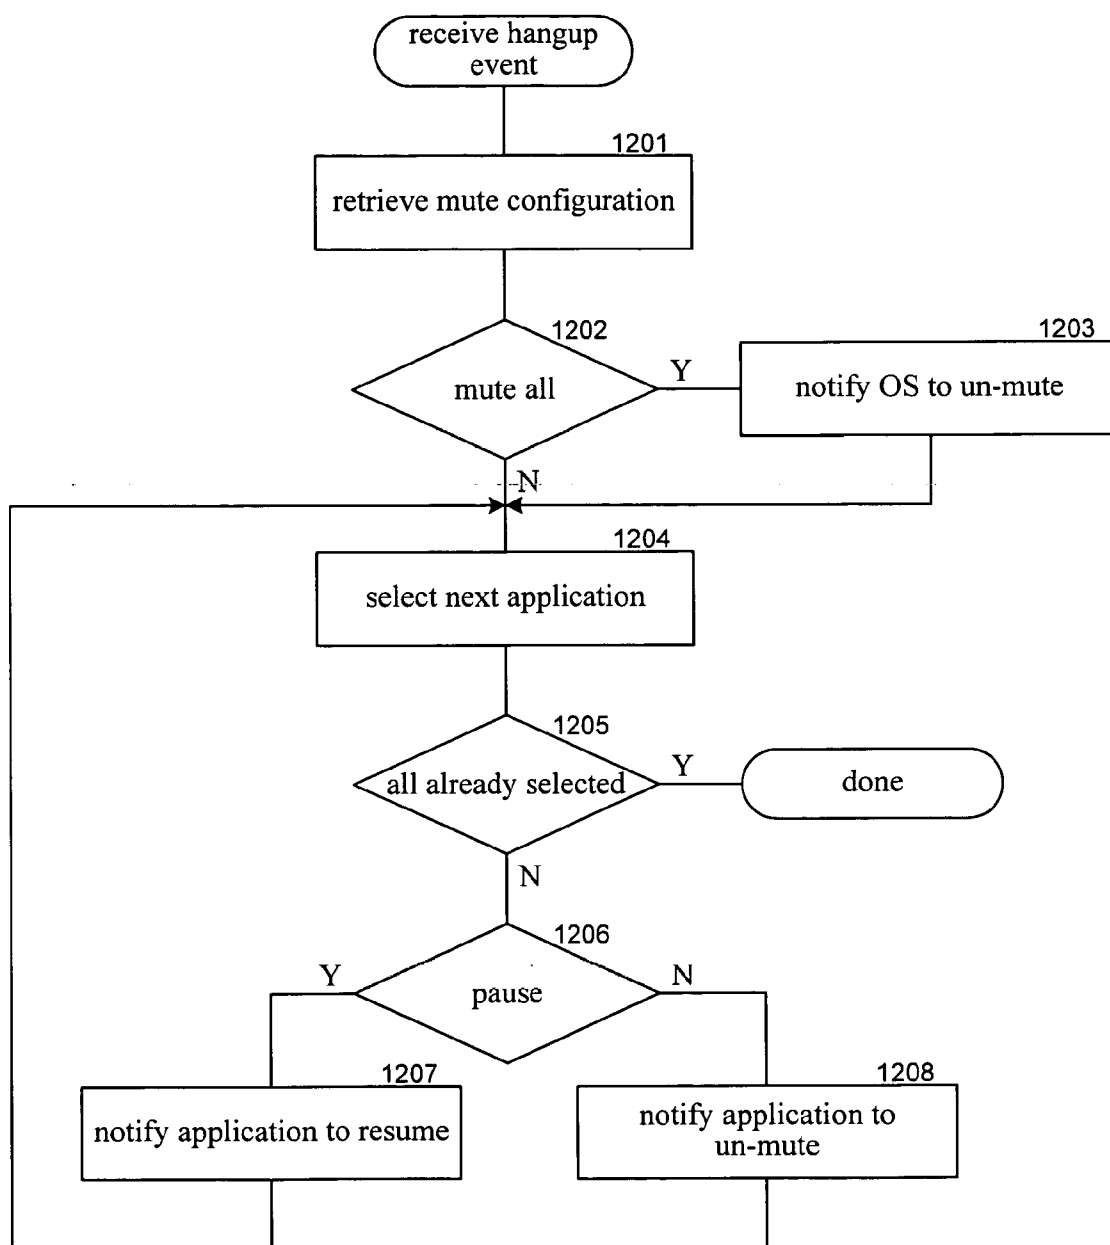 receive hangup
event
1201
retrieve mute configuration
1202
mute all
Y
1203
notify OS to un-mute
N
1204
select next application
1205
all already selected
Y
done
N
1206
pause
Y
N
1207
notify application to resume
1208
notify application to
un-mute